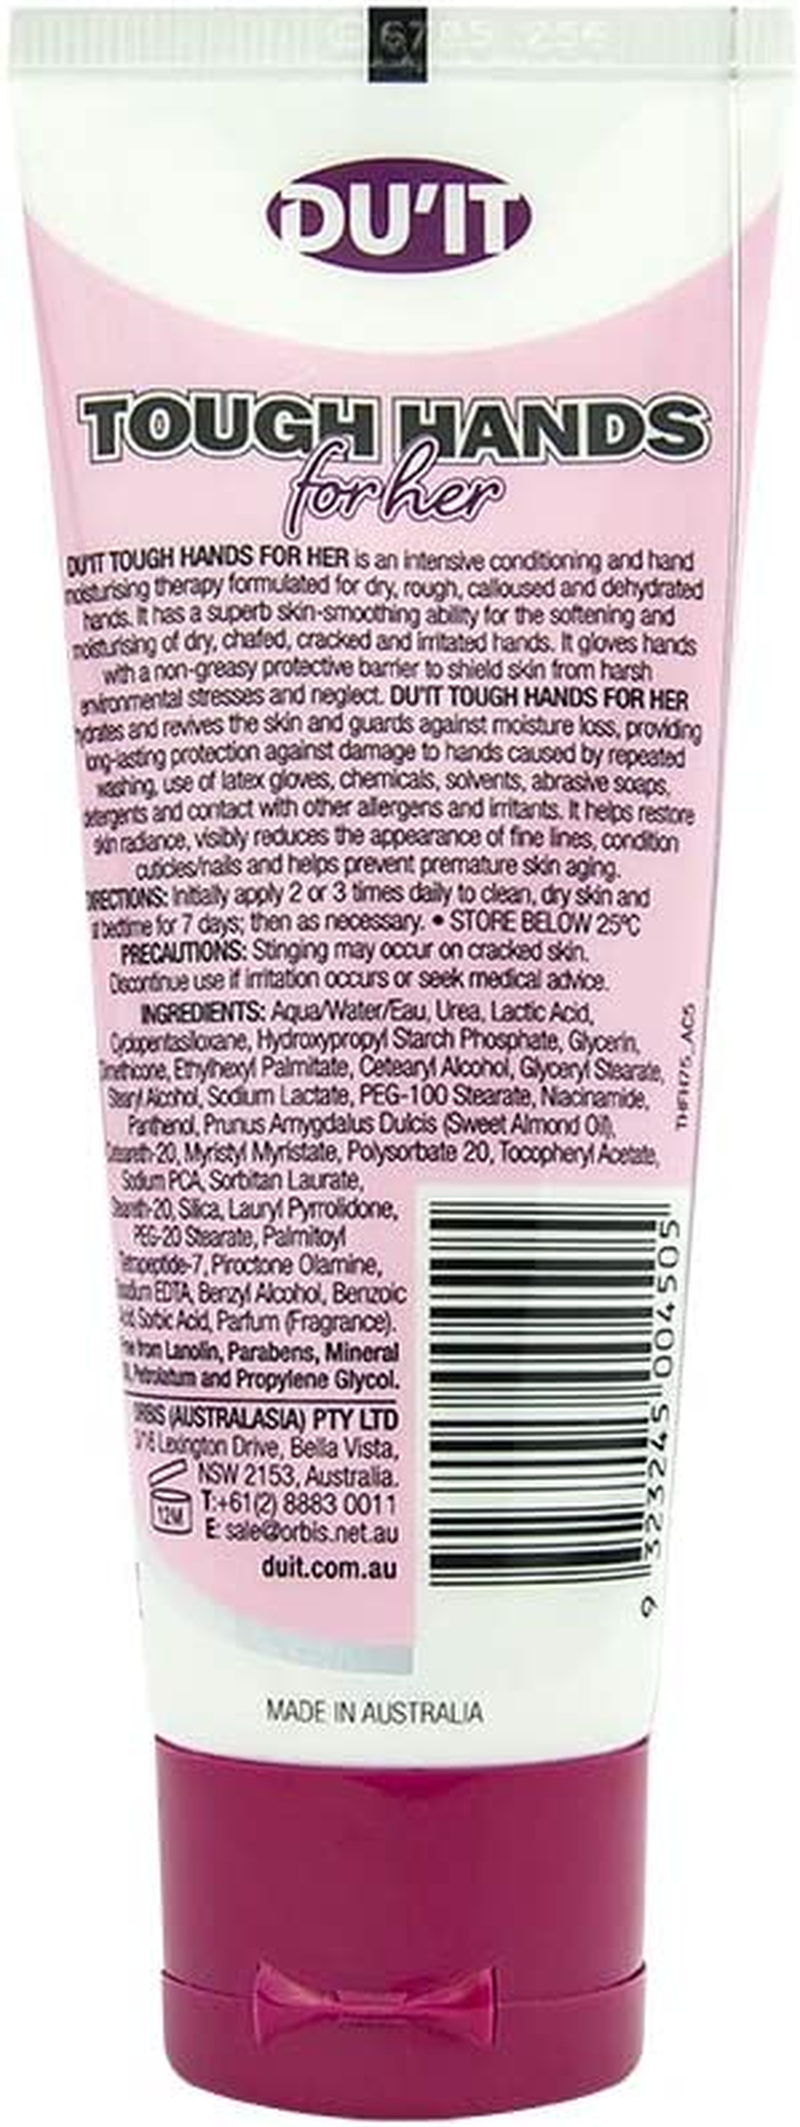 DU'IT
TOUGH HANDS
for her
DU'IT TOUGH HANDS FOR HER is an intensive conditioning and hand
moisturising therapy formulated for dry, rough, calloused and dehydrated
hands. It has a superb skin-smoothing ability for the softening and
moisturising of dry, chafed, cracked and irritated hands. It gloves hands
with a non-greasy protective barrier to shield skin from harsh
environmental stresses and neglect. DU'IT TOUGH HANDS FOR HER
hydrates and revives the skin and guards against moisture loss, providing
long-lasting protection against damage to hands caused by repeated
washing, use of latex gloves, chemicals, solvents, abrasive soaps,
detergents and contact with other allergens and irritants. It helps restore
skin radiance, visibly reduces the appearance of fine lines, condition
cuticles/nails and helps prevent premature skin aging.
DIRECTIONS: Initially apply 2 or 3 times daily to clean, dry skin and
at bedtime for 7 days; then as necessary. • STORE BELOW 25°C
PRECAUTIONS: Stinging may occur on cracked skin.
Discontinue use if irritation occurs or seek medical advice.
INGREDIENTS: Aqua/Water/Eau, Urea, Lactic Acid,
Cyclopentasiloxane, Hydroxypropyl Starch Phosphate, Glycerin,
Dimethicone, Ethylhexyl Palmitate, Cetearyl Alcohol, Glyceryl Stearate,
Stearyl Alcohol, Sodium Lactate, PEG-100 Stearate, Niacinamide,
Panthenol, Prunus Amygdalus Dulcis (Sweet Almond Oil),
Ceteareth-20, Myristyl Myristate, Polysorbate 20, Tocopheryl Acetate,
Sodium PCA, Sorbitan Laurate,
Steareth-20, Silica, Lauryl Pyrrolidone,
PEG-20 Stearate, Palmitoyl
Tetrapeptide-7, Piroctone Olamine,
EDTA, Benzyl Alcohol, Benzoic
Acid, Sorbic Acid, Parfum (Fragrance).
Free from Lanolin, Parabens, Mineral
Petrolatum and Propylene Glycol.
ORBIS (AUSTRALASIA) PTY LTD
Lexington Drive, Bella Vista,
NSW 2153, Australia.
T:+61(2) 8883 0011
E: sale@orbis.net.au
duit.com.au
12M
THFH75_AC5
9 323245 004505
MADE IN AUSTRALIA